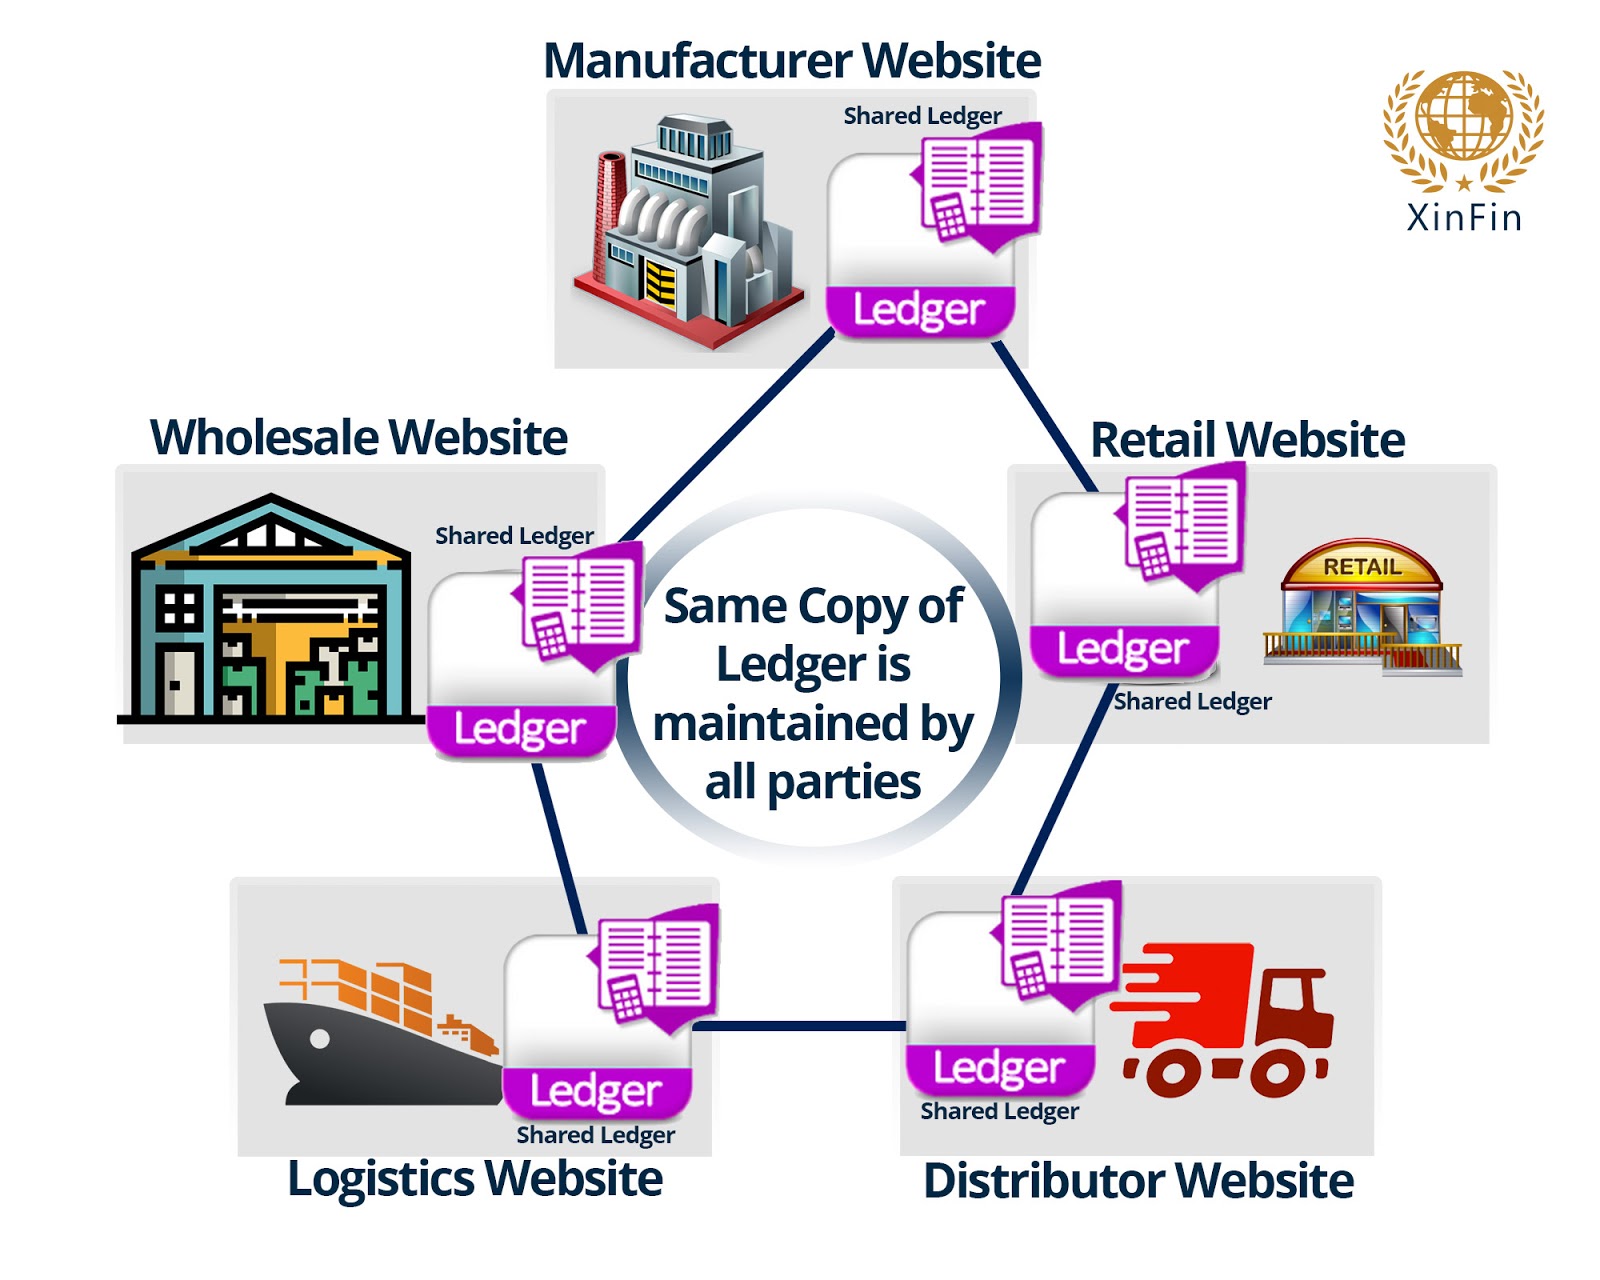 Manufacturer Website
Shared Ledger
Ledger
XinFin
Wholesale Website
Shared Ledger
Ledger
Retail Website
RETAIL
Ledger
Shared Ledger
Same Copy of
Ledger is
maintained by
all parties
Ledger
Shared Ledger
Logistics Website
Ledger
Shared Ledger
Distributor Website